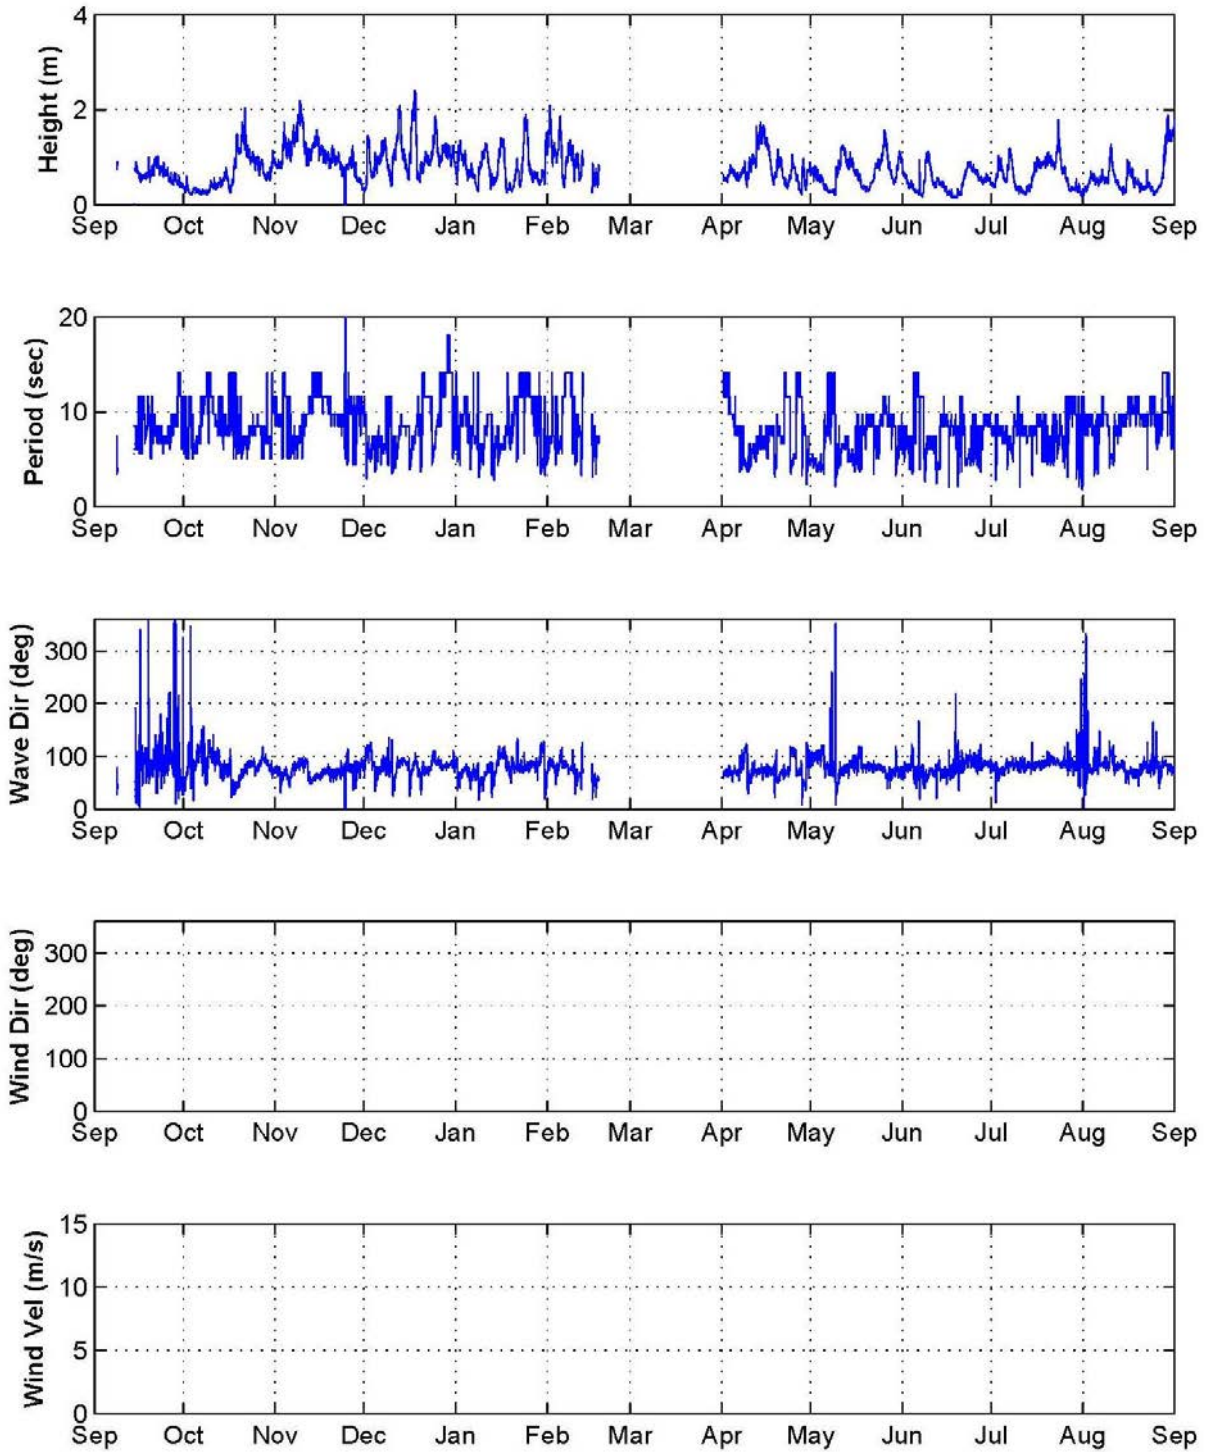 4
2
0
Height (m)
Sep Oct Nov Dec Jan Feb Mar Apr May Jun Jul Aug Sep
20
10
0
Period (sec)
Sep Oct Nov Dec Jan Feb Mar Apr May Jun Jul Aug Sep
300
200
100
0
Wave Dir (deg)
Sep Oct Nov Dec Jan Feb Mar Apr May Jun Jul Aug Sep
300
200
100
0
Wind Dir (deg)
Sep Oct Nov Dec Jan Feb Mar Apr May Jun Jul Aug Sep
15
10
5
0
Wind Vel (m/s)
Sep Oct Nov Dec Jan Feb Mar Apr May Jun Jul Aug Sep